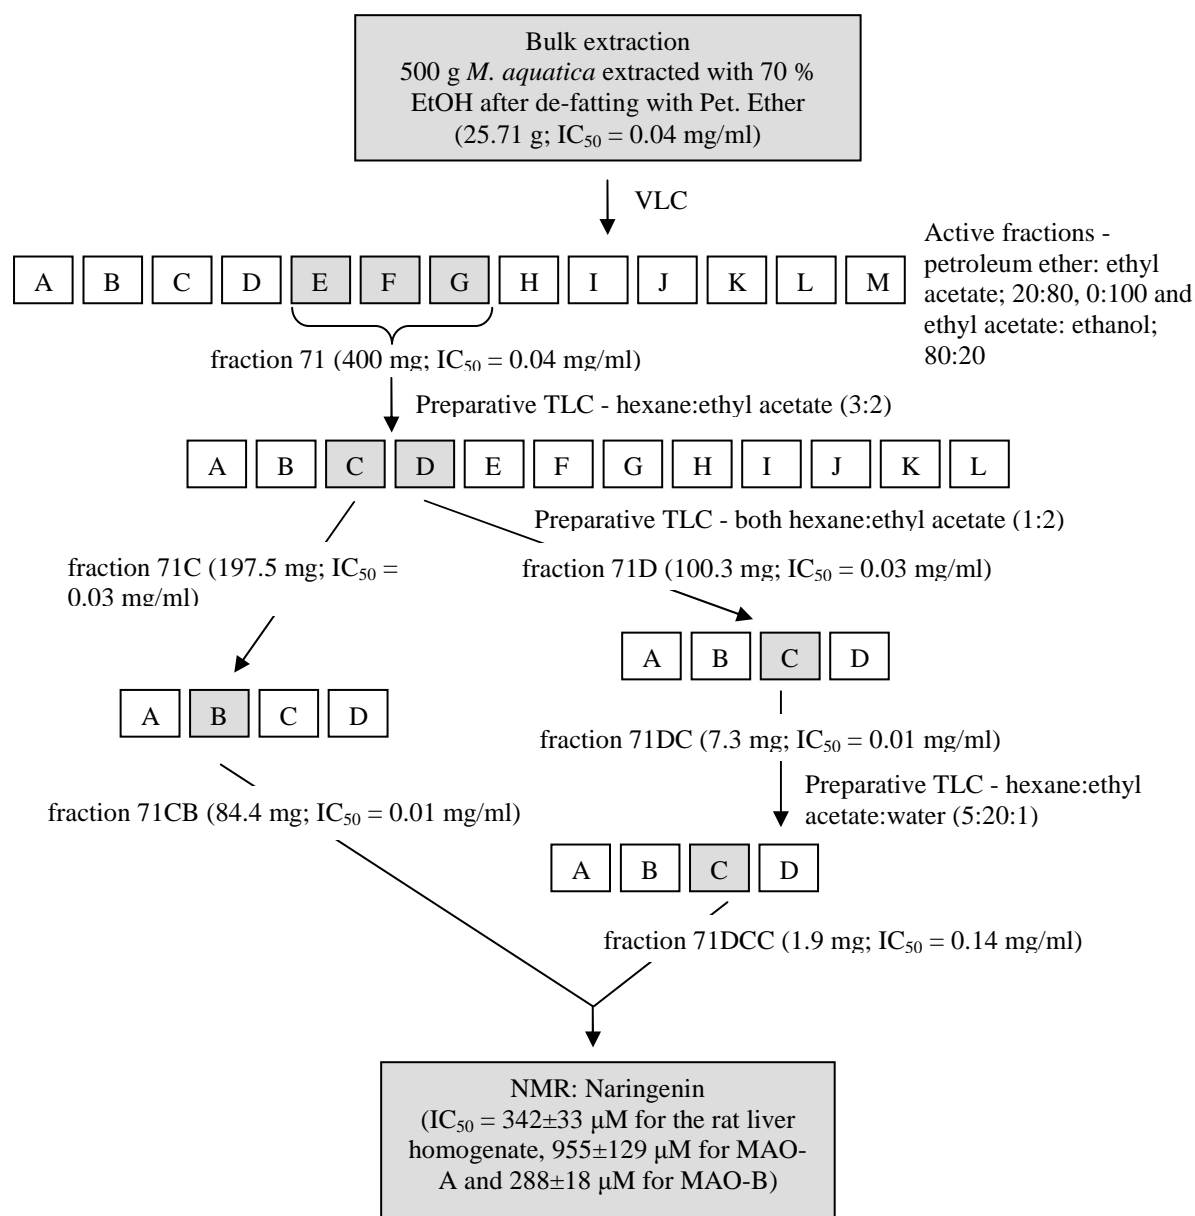 Bulk extraction
500 g M. aquatica extracted with 70 %
EtOH after de-fatting with Pet. Ether
(25.71 g; IC50 = 0.04 mg/ml)
VLC
Active fractions -
petroleum ether: ethyl
acetate; 20:80, 0:100 and
ethyl acetate: ethanol;
80:20
A B C D E F G H I J K L M
fraction 71 (400 mg; IC50 = 0.04 mg/ml)
Preparative TLC - hexane:ethyl acetate (3:2)
A B C D E F G H I J K L
Preparative TLC - both hexane:ethyl acetate (1:2)
fraction 71C (197.5 mg; IC50 =
0.03 mg/ml)
fraction 71D (100.3 mg; IC50 = 0.03 mg/ml)
A B C D
A B C D
fraction 71DC (7.3 mg; IC50 = 0.01 mg/ml)
Preparative TLC - hexane:ethyl
acetate:water (5:20:1)
fraction 71CB (84.4 mg; IC50 = 0.01 mg/ml)
A B C D
fraction 71DCC (1.9 mg; IC50 = 0.14 mg/ml)
NMR: Naringenin
(IC50 = 342±33 μM for the rat liver
homogenate, 955±129 μM for MAO-
A and 288±18 μM for MAO-B)